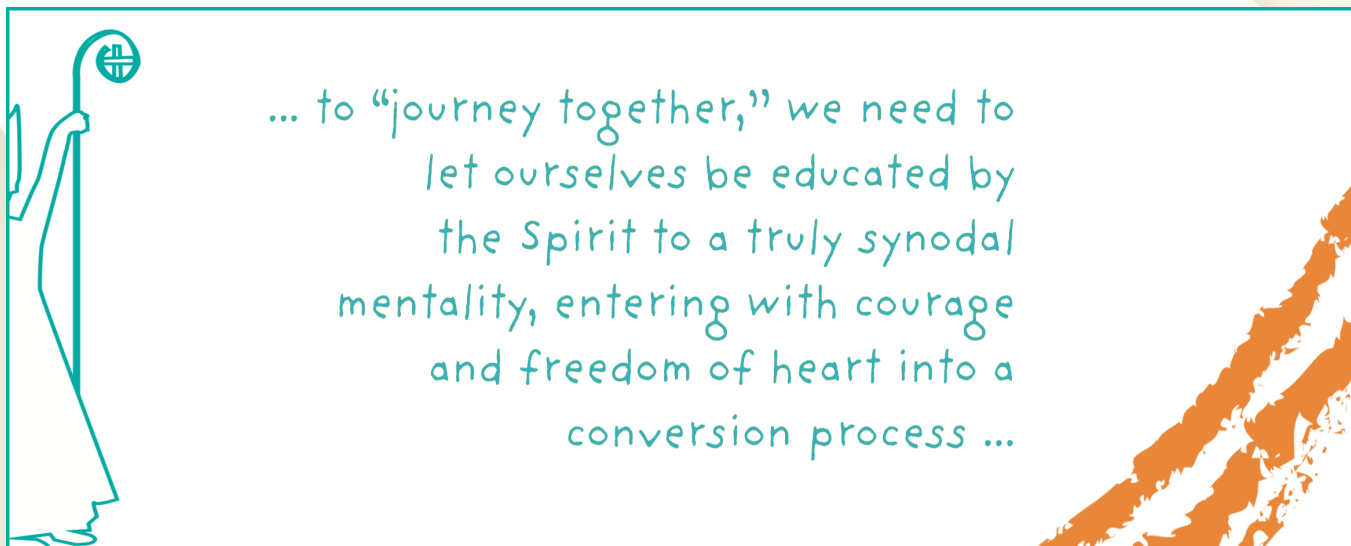 ... to “journey together,” we need to
let ourselves be educated by
the Spirit to a truly synodal
mentality, entering with courage
and freedom of heart into a
conversion process ...